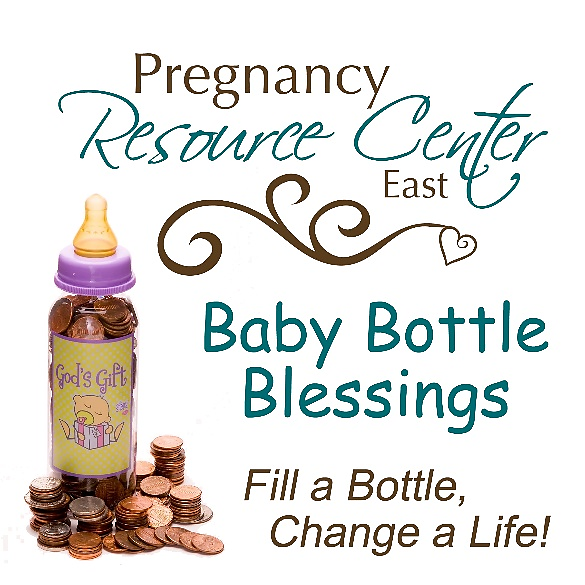 Pregnancy
Resource Center
East
Baby Bottle
Blessings
God's Gift
Fill a Bottle,
Change a Life!